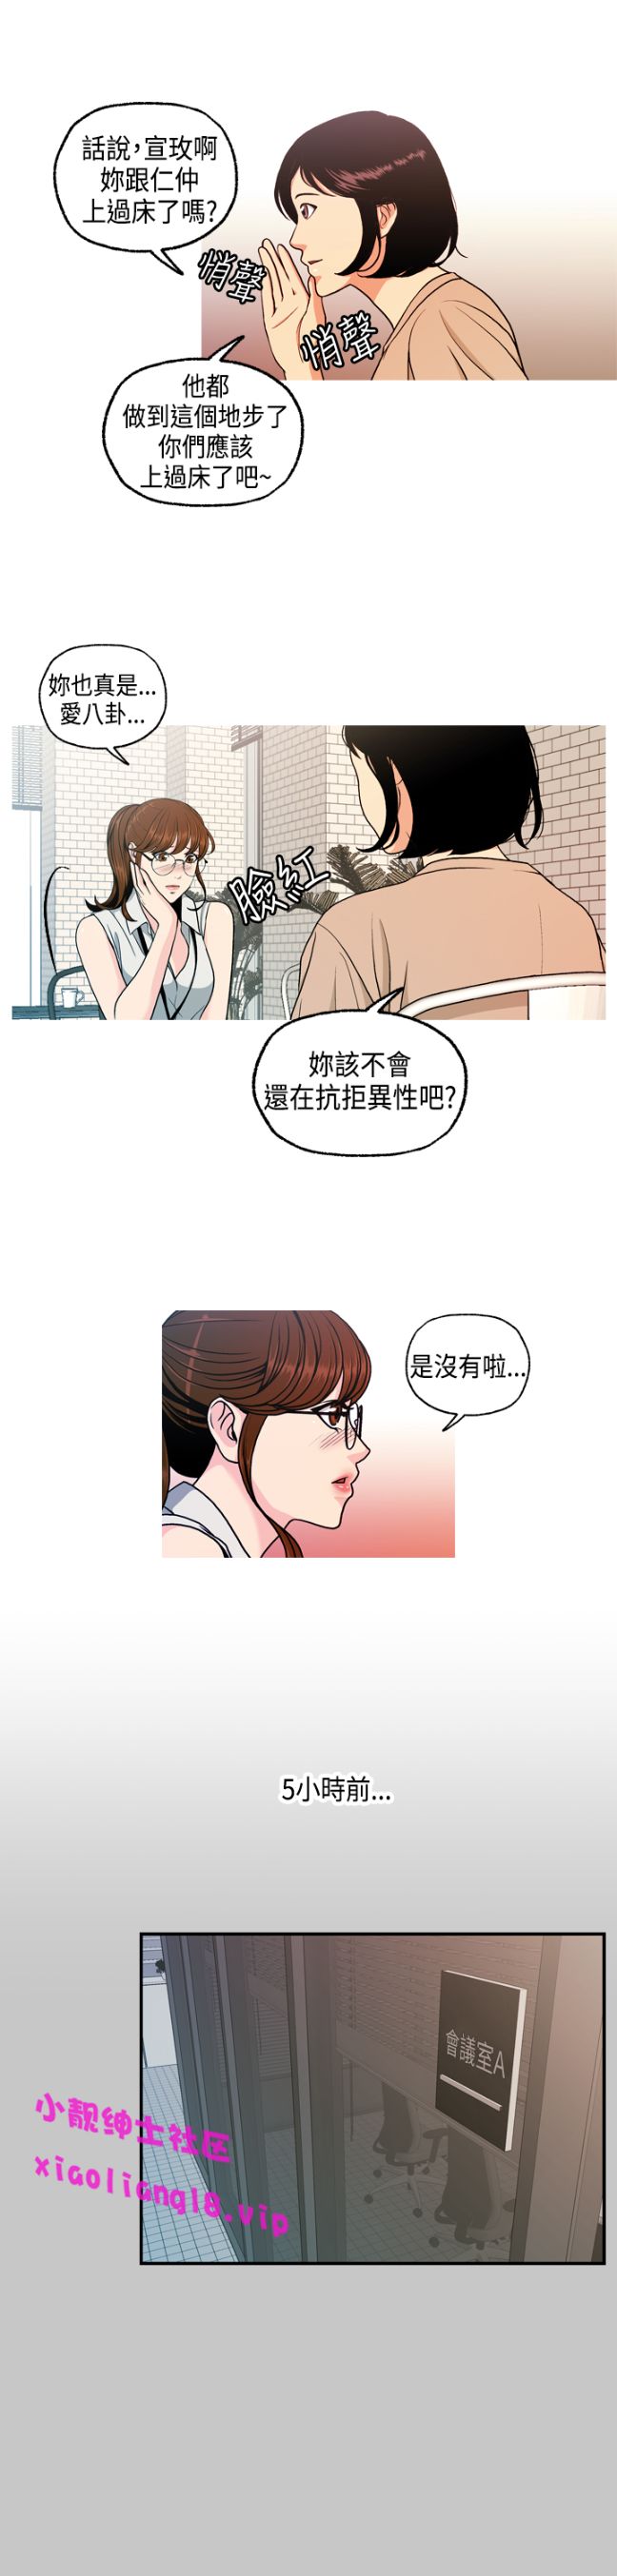 話說，宣玫啊
妳跟仁仲
上過床了嗎?
悄聲
悄聲
他都
做到這個地步了
你們應該
上過床了吧~
妳也真是...
愛八卦...
臉紅
妳該不會
還在抗拒異性吧?
是沒有啦...
5小時前...
會議室A
小靓绅士社区
xiaoliang18.vip